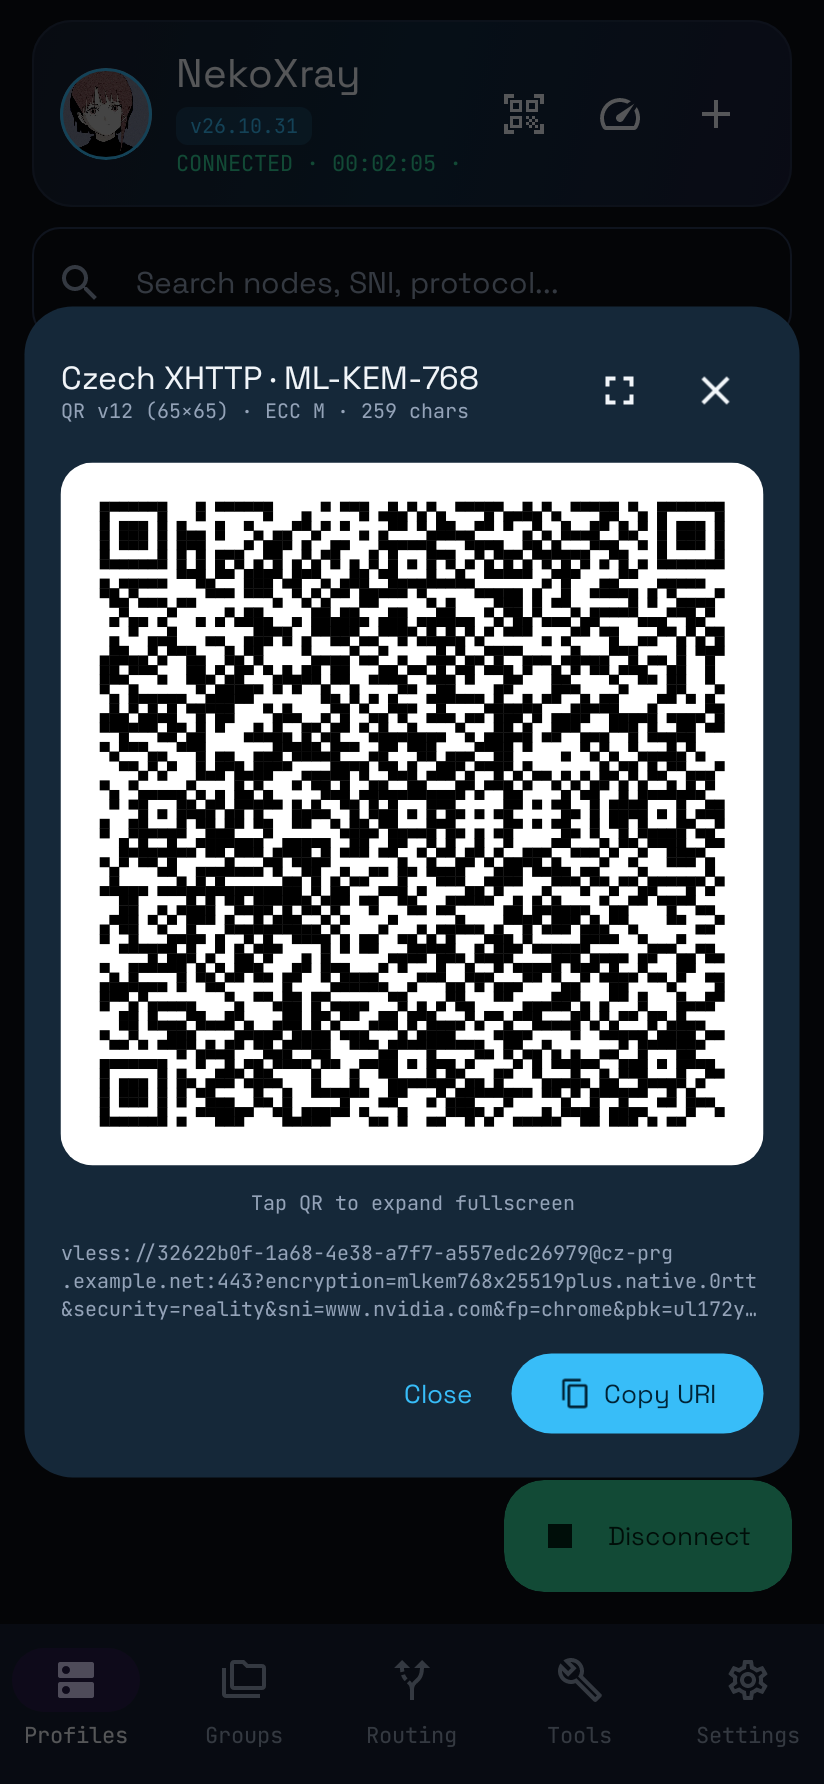 NekoXray
v26.10.31
CONNECTED · 00:02:05 ·
Search nodes, SNI, protocol...
Czech XHTTP · ML-KEM-768
QR v12 (65×65) · ECC M · 259 chars
Tap QR to expand fullscreen
vless://32622b0f-1a68-4e38-a7f7-a557edc26979@cz-prg
.example.net:443?encryption=mlkem768x25519plus.native.0rtt
&security=reality&sni=www.nvidia.com&fp=chrome&pbk=ul172y…
Close
Copy URI
Disconnect
Profiles
Groups
Routing
Tools
Settings